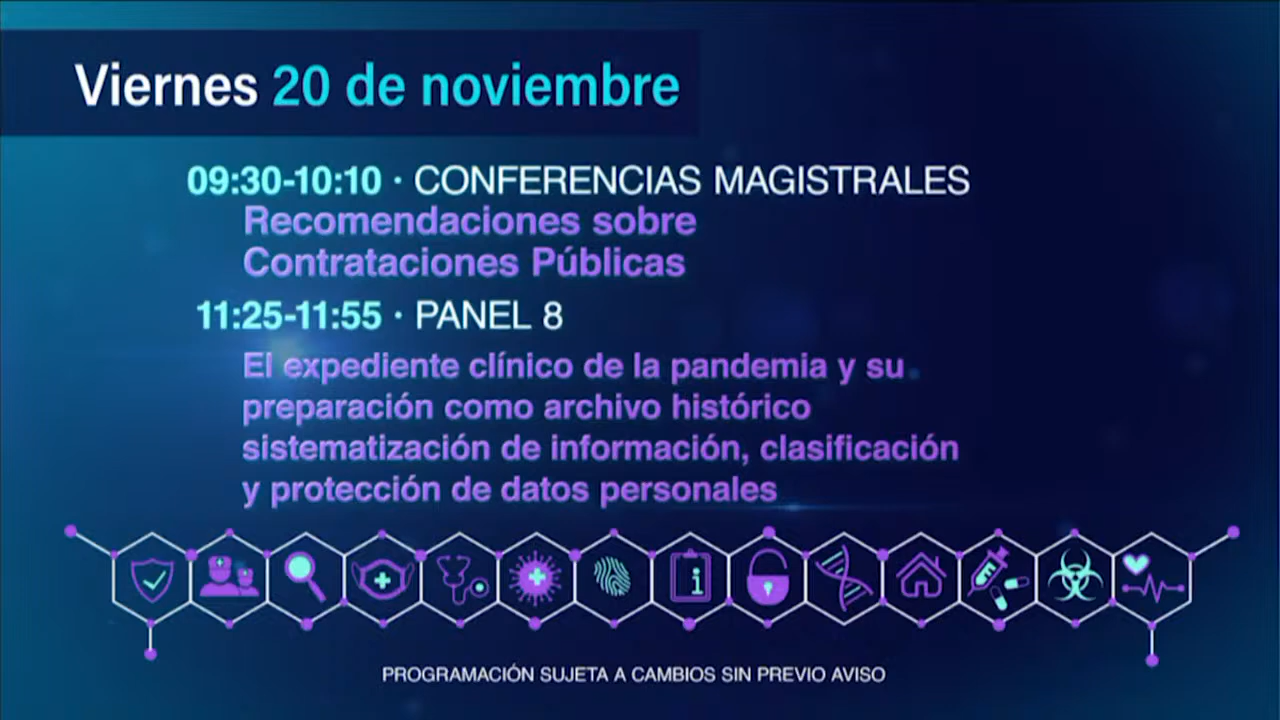 Viernes 20 de noviembre
09:30-10:10 · CONFERENCIAS MAGISTRALES
Recomendaciones sobre
Contrataciones Públicas
11:25-11:55 · PANEL 8
El expediente clínico de la pandemia y su
preparación como archivo histórico
sistematización de información, clasificación
y protección de datos personales
PROGRAMACIÓN SUJETA A CAMBIOS SIN PREVIO AVISO